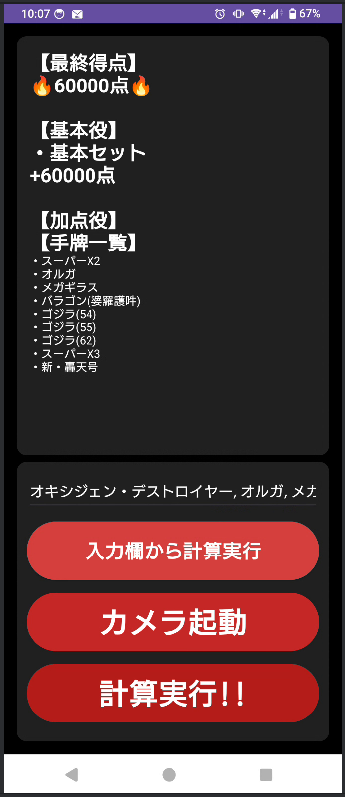 10:07 67%
【最終得点】
🔥60000点🔥
【基本役】
・基本セット
+60000点
【加点役】
【手牌一覧】
・スーパーX2
・オルガ
・メガギラス
・バラゴン(婆羅護吽)
・ゴジラ(54)
・ゴジラ(55)
・ゴジラ(62)
・スーパーX3
・新・轟天号
オキシジェン・デストロイヤー, オルガ, メガ
入力欄から計算実行
カメラ起動
計算実行!!